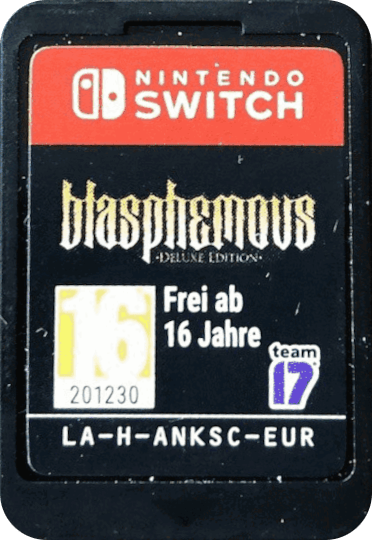 NINTENDO
SWITCH
blasphemous
·DELUXE EDITION·
16
Frei ab
16 Jahre
201230
team
17
LA-H-ANKSC-EUR